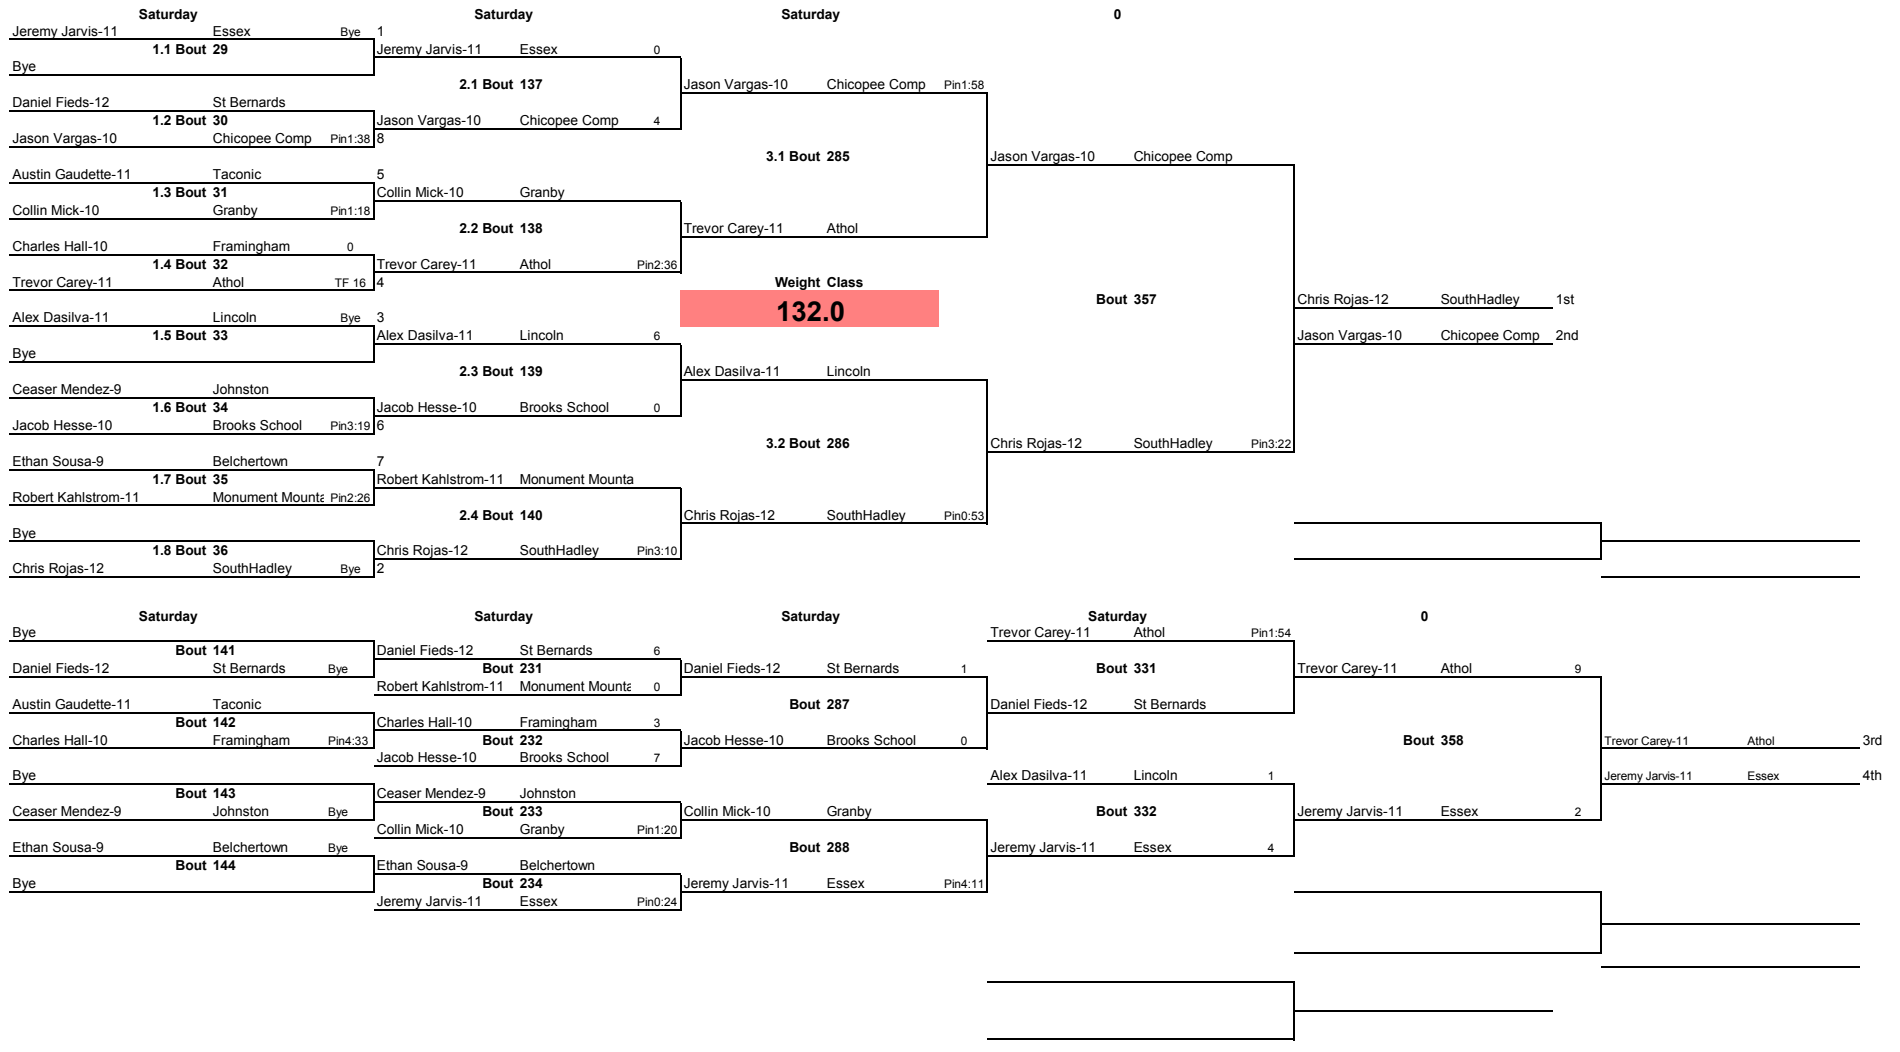 Saturday Saturday Saturday 0
Jeremy Jarvis-11 Essex Bye 1
1.1 Bout 29 Jeremy Jarvis-11 Essex 0
Bye
2.1 Bout 137 Jason Vargas-10 Chicopee Comp Pin1:58
Daniel Fieds-12 St Bernards
1.2 Bout 30 Jason Vargas-10 Chicopee Comp 4
Jason Vargas-10 Chicopee Comp Pin1:38 8
3.1 Bout 285 Jason Vargas-10 Chicopee Comp
Austin Gaudette-11 Taconic 5
1.3 Bout 31 Collin Mick-10 Granby
Collin Mick-10 Granby Pin1:18
2.2 Bout 138 Trevor Carey-11 Athol
Charles Hall-10 Framingham 0
1.4 Bout 32 Trevor Carey-11 Athol Pin2:36
Trevor Carey-11 Athol TF 16 4 Weight Class
Bout 357 Chris Rojas-12 SouthHadley 1st
132.0
Alex Dasilva-11 Lincoln Bye 3
1.5 Bout 33 Alex Dasilva-11 Lincoln 6 Jason Vargas-10 Chicopee Comp 2nd
Bye
2.3 Bout 139 Alex Dasilva-11 Lincoln
Ceaser Mendez-9 Johnston
1.6 Bout 34 Jacob Hesse-10 Brooks School 0
Jacob Hesse-10 Brooks School Pin3:19 6
3.2 Bout 286 Chris Rojas-12 SouthHadley Pin3:22
Ethan Sousa-9 Belchertown 7
1.7 Bout 35 Robert Kahlstrom-11 Monument Mounta
Robert Kahlstrom-11 Monument Mounta Pin2:26
2.4 Bout 140 Chris Rojas-12 SouthHadley Pin0:53
Bye
1.8 Bout 36 Chris Rojas-12 SouthHadley Pin3:10
Chris Rojas-12 SouthHadley Bye 2
Saturday Saturday Saturday Saturday 0
Bye Trevor Carey-11 Athol Pin1:54
Bout 141 Daniel Fieds-12 St Bernards 6
Daniel Fieds-12 St Bernards Bye Bout 231 Daniel Fieds-12 St Bernards 1 Bout 331 Trevor Carey-11 Athol 9
Robert Kahlstrom-11 Monument Mounta 0
Austin Gaudette-11 Taconic Bout 287 Daniel Fieds-12 St Bernards
Bout 142 Charles Hall-10 Framingham 3
Charles Hall-10 Framingham Pin4:33 Bout 232 Jacob Hesse-10 Brooks School 0 Bout 358 Trevor Carey-11 Athol 3rd
Jacob Hesse-10 Brooks School 7
Bye Alex Dasilva-11 Lincoln 1 Jeremy Jarvis-11 Essex 4th
Bout 143 Ceaser Mendez-9 Johnston
Ceaser Mendez-9 Johnston Bye Bout 233 Collin Mick-10 Granby Bout 332 Jeremy Jarvis-11 Essex 2
Collin Mick-10 Granby Pin1:20
Ethan Sousa-9 Belchertown Bye Bout 288 Jeremy Jarvis-11 Essex 4
Bout 144 Ethan Sousa-9 Belchertown
Bye Bout 234 Jeremy Jarvis-11 Essex Pin4:11
Jeremy Jarvis-11 Essex Pin0:24